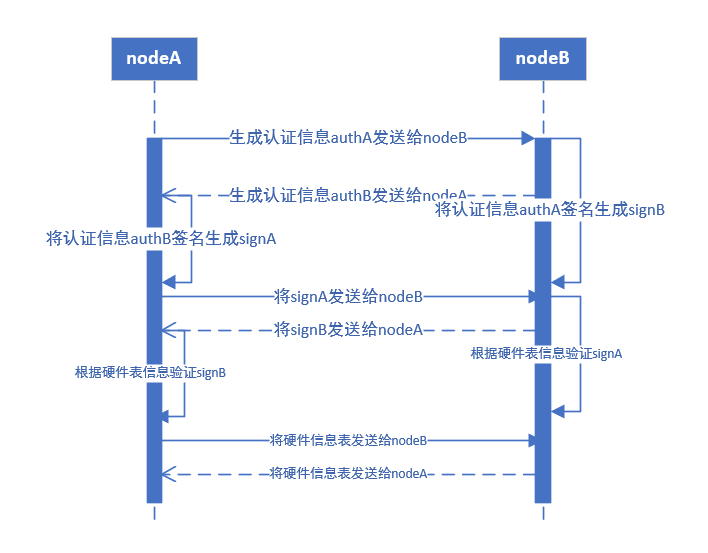 nodeA
nodeB
生成认证信息authA发送给nodeB
生成认证信息authB发送给nodeA
将认证信息authA签名生成signB
将认证信息authB签名生成signA
将signA发送给nodeB
将signB发送给nodeA
根据硬件表信息验证signA
根据硬件表信息验证signB
将硬件信息表发送给nodeB
将硬件信息表发送给nodeA